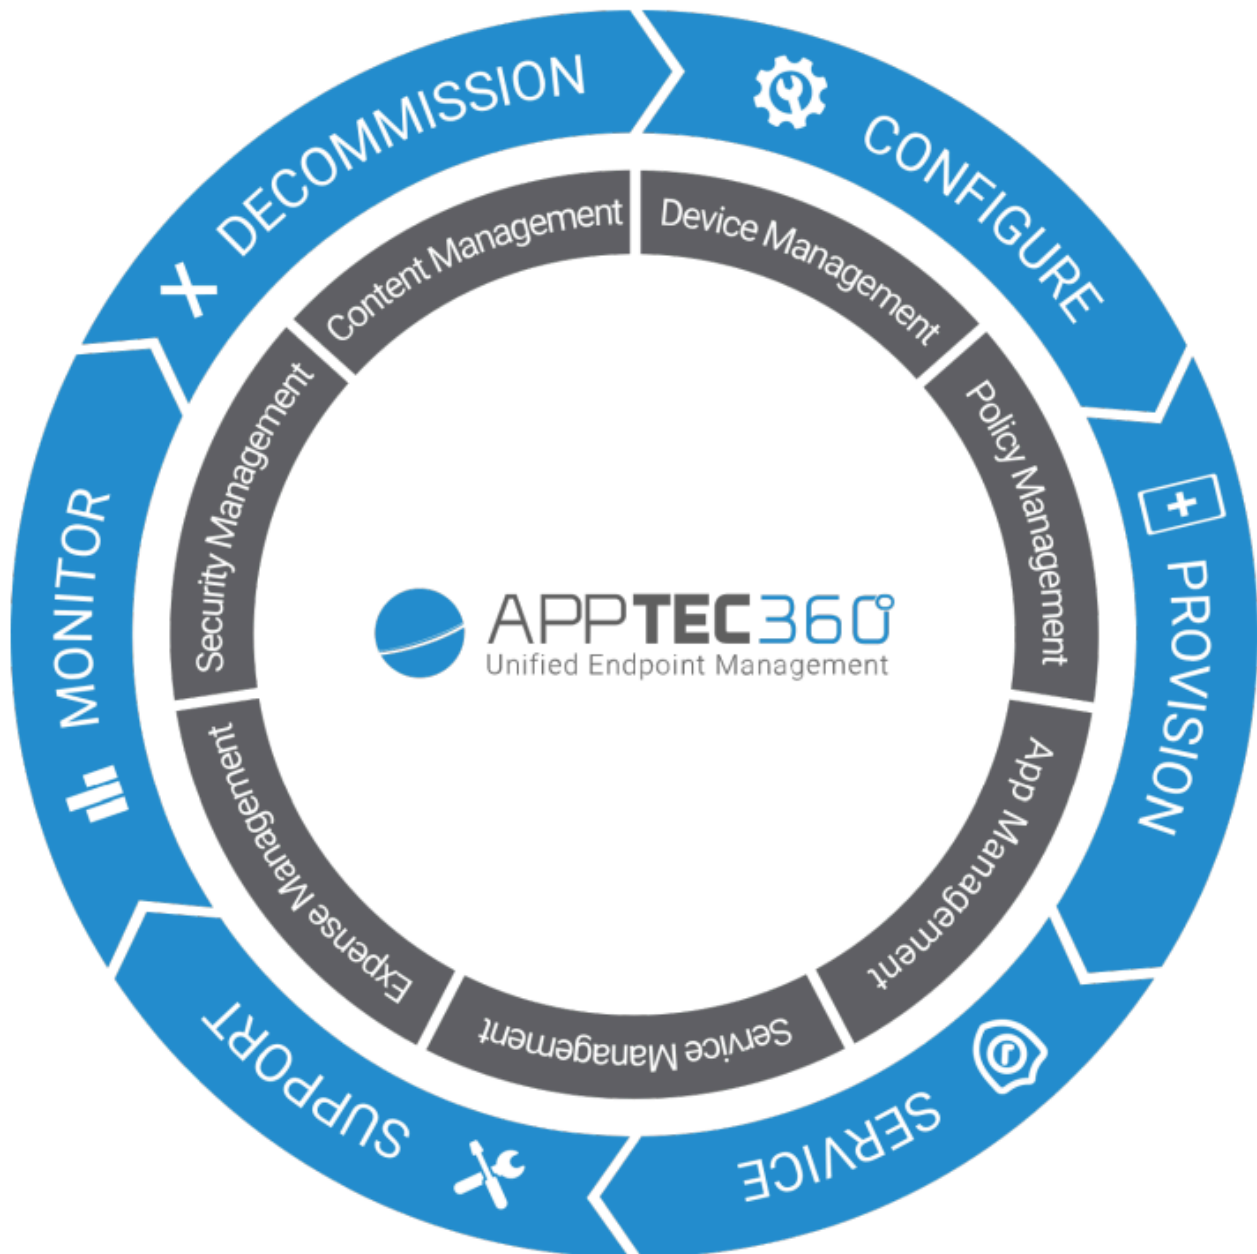 CONFIGURE
PROVISION
SERVICE
SUPPORT
MONITOR
DECOMMISSION
Device Management
Policy Management
App Management
Service Management
Expense Management
Security Management
Content Management
APPTEC360°
Unified Endpoint Management